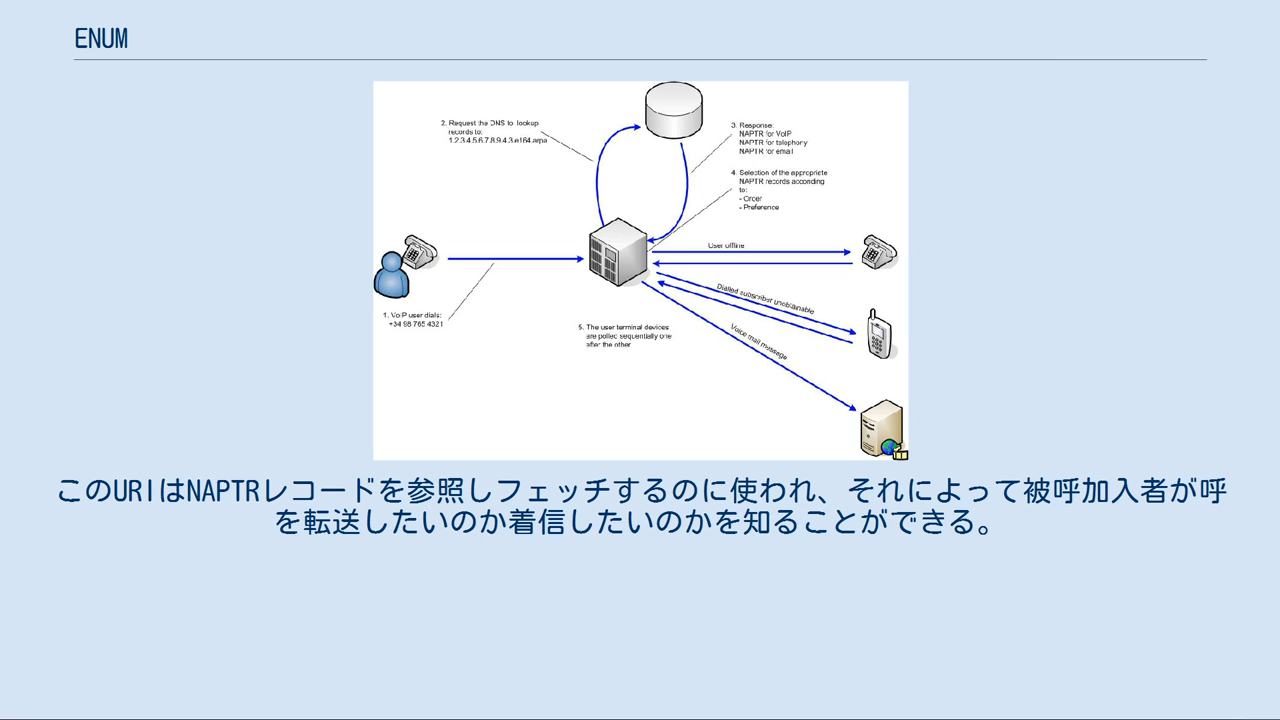 ENUM
2. Request the DNS to lookup
records to:
1.2.3.4.5.6.7.8.9.4.3.e164.arpa
3. Response:
NAPTR for VoIP
NAPTR for telephony
NAPTR for email
4. Selection of the appropriate
NAPTR records according
to:
- Order
- Preference
User offline
Dialled subscriber unobtainable
Voice mail message
1. VoIP user dials:
+34 98 765 4321
5. The user terminal devices
are polled sequentially one
after the other
このURIはNAPTRレコードを参照しフェッチするのに使われ、それによって被呼加入者が呼
を転送したいのか着信したいのかを知ることができる。